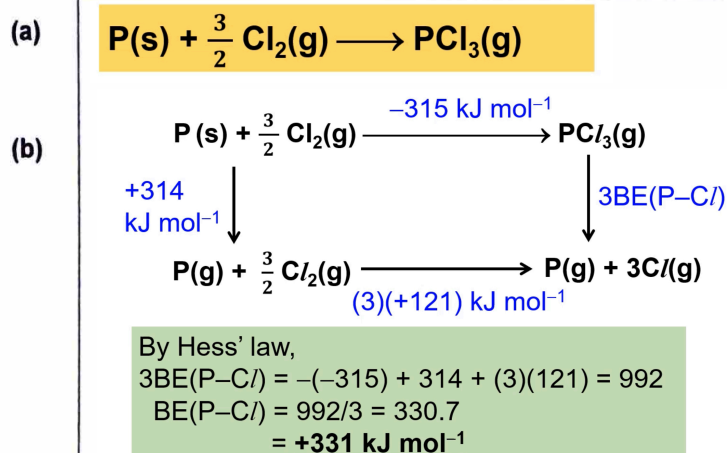 (a)
P(s) + 3/2 Cl₂(g) ⟶ PCl₃(g)
(b)
–315 kJ mol⁻¹
P (s) + 3/2 Cl₂(g) ⟶ PCl₃(g)
+314
kJ mol⁻¹
3BE(P–Cl)
P(g) + 3/2 Cl₂(g) ⟶ P(g) + 3Cl(g)
(3)(+121) kJ mol⁻¹
By Hess’ law,
3BE(P–Cl) = –(–315) + 314 + (3)(121) = 992
BE(P–Cl) = 992/3 = 330.7
= +331 kJ mol⁻¹